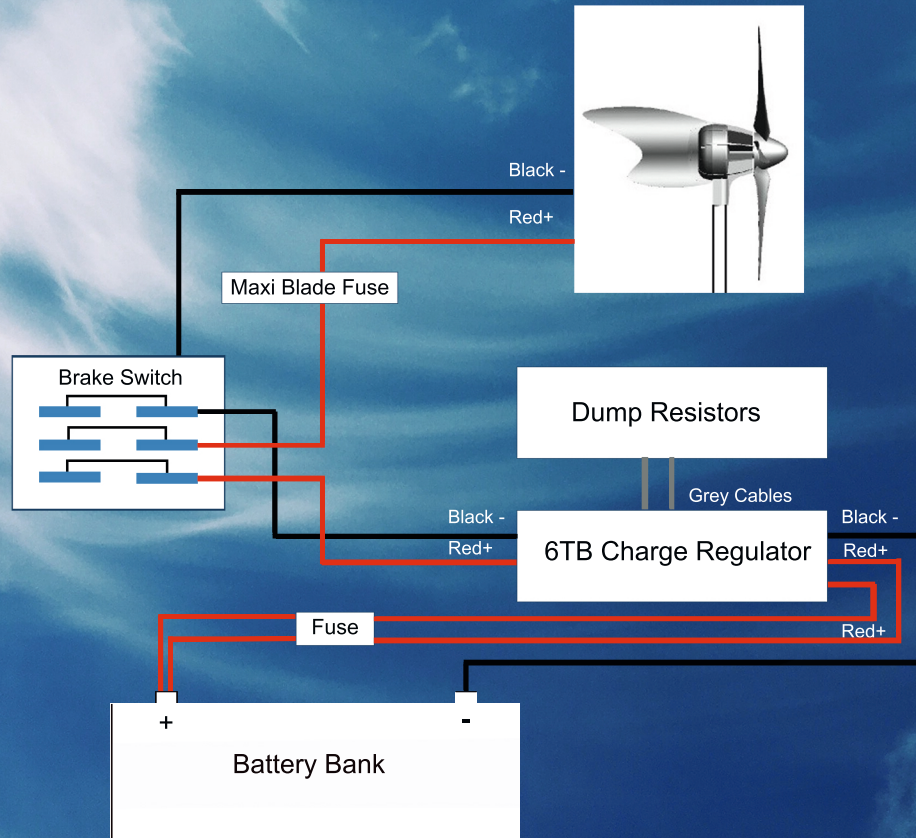 Black -
Red+
Maxi Blade Fuse
Brake Switch
Dump Resistors
Grey Cables
Black -
Red+
6TB Charge Regulator
Black -
Red+
Fuse
Red+
+
-
Battery Bank